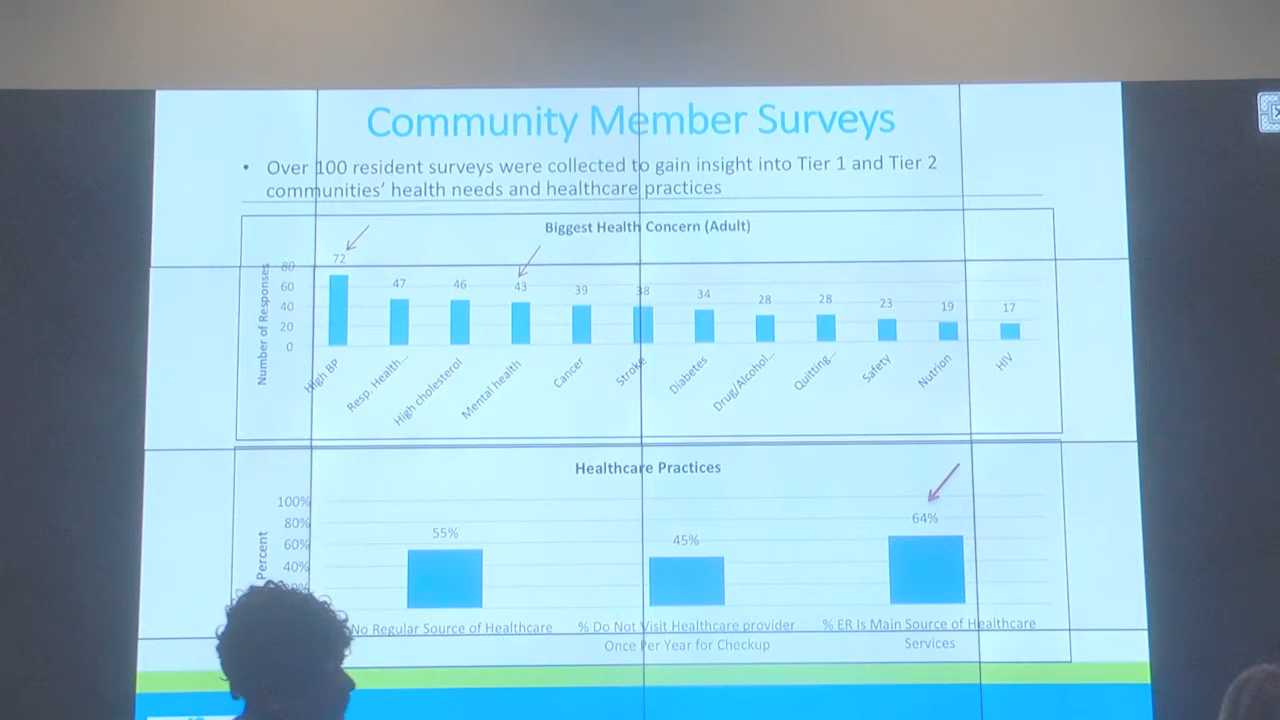 Community Member Surveys
• Over 100 resident surveys were collected to gain insight into Tier 1 and Tier 2
communities' health needs and healthcare practices
Biggest Health Concern (Adult)
Number of Responses
80
60
40
20
0
72
47
46
43
39
38
34
28
28
23
19
17
High BP
Resp. Health...
High cholesterol
Mental health
Cancer
Stroke
Diabetes
Drug/Alcohol...
Quitting...
Safety
Nutrion
HIV
Healthcare Practices
Percent
100%
80%
60%
40%
55%
45%
64%
No Regular Source of Healthcare
% Do Not Visit Healthcare provider
Once Per Year for Checkup
% ER Is Main Source of Healthcare
Services